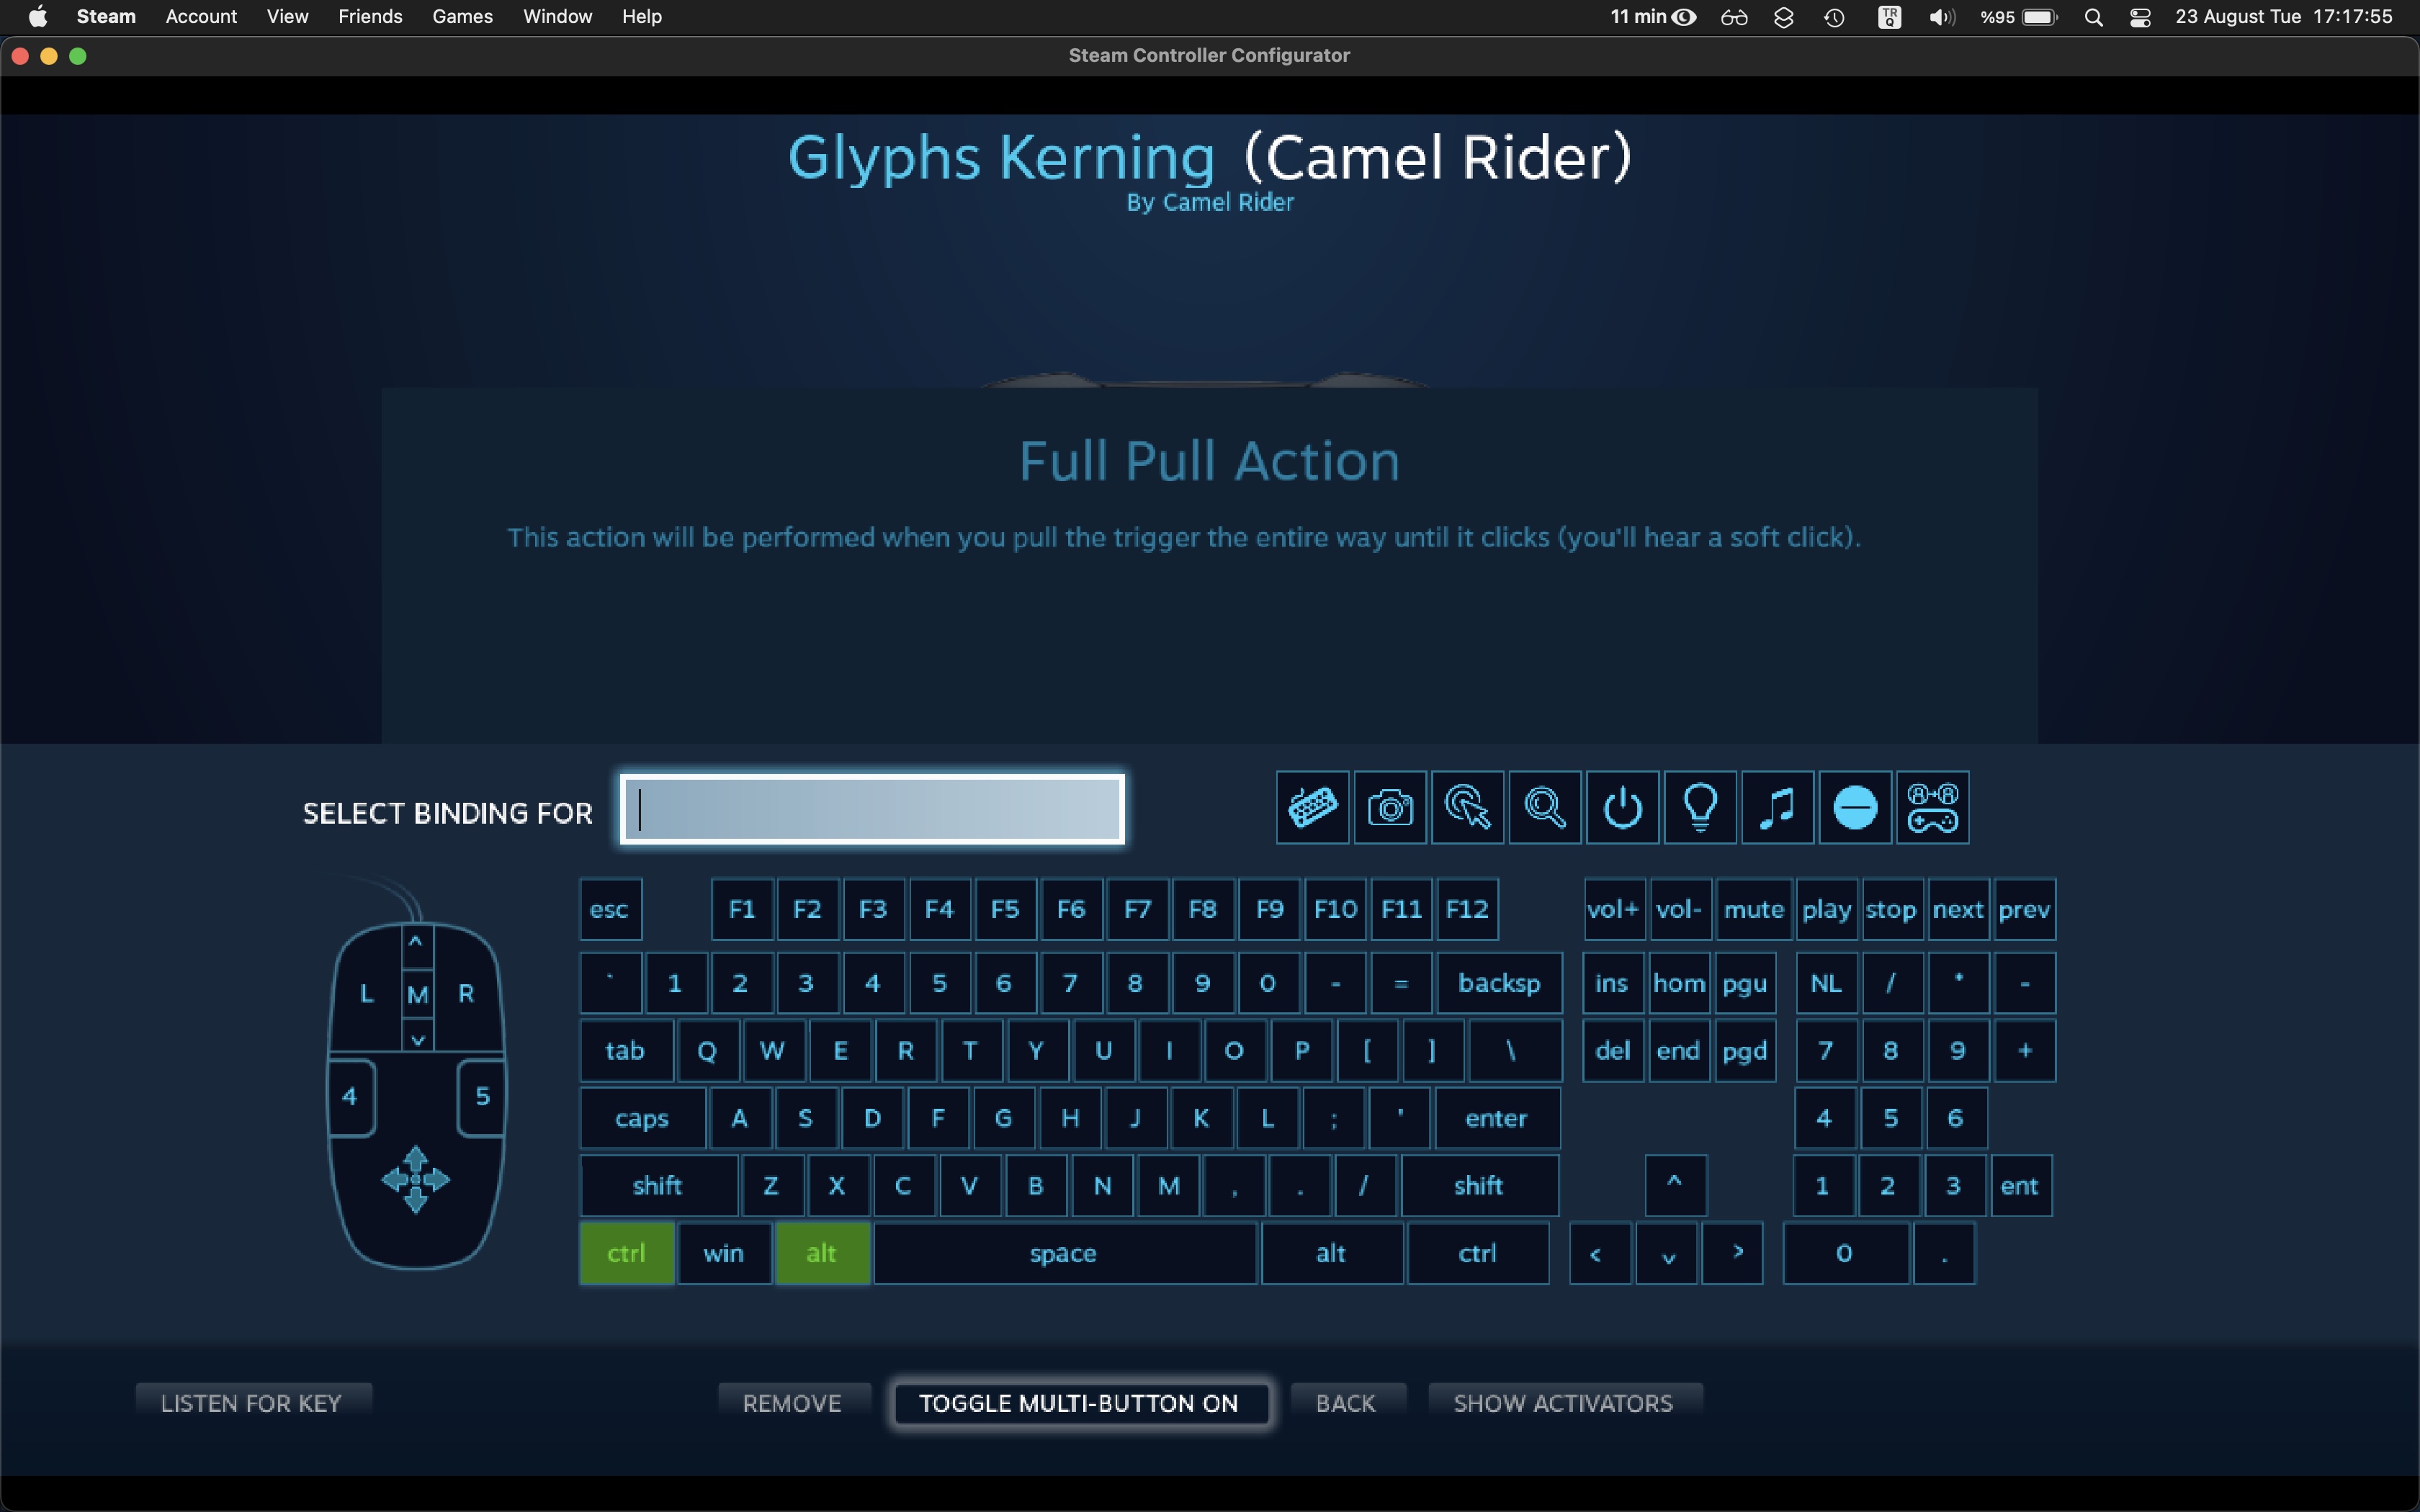 Steam Account View Friends Games Window Help 11 min TR Q %95 23 August Tue 17:17:55
Steam Controller Configurator
Glyphs Kerning (Camel Rider)
By Camel Rider
Full Pull Action
This action will be performed when you pull the trigger the entire way until it clicks (you'll hear a soft click).
SELECT BINDING FOR
esc F1 F2 F3 F4 F5 F6 F7 F8 F9 F10 F11 F12 vol+ vol- mute play stop next prev
L M R
` 1 2 3 4 5 6 7 8 9 0 - = backsp ins hom pgu NL / * -
tab Q W E R T Y U I O P [ ] \ del end pgd 7 8 9 +
4 5
caps A S D F G H J K L ; ' enter 4 5 6
shift Z X C V B N M , . / shift ^ 1 2 3 ent
ctrl win alt space alt ctrl < v > 0 .
LISTEN FOR KEY REMOVE TOGGLE MULTI-BUTTON ON BACK SHOW ACTIVATORS